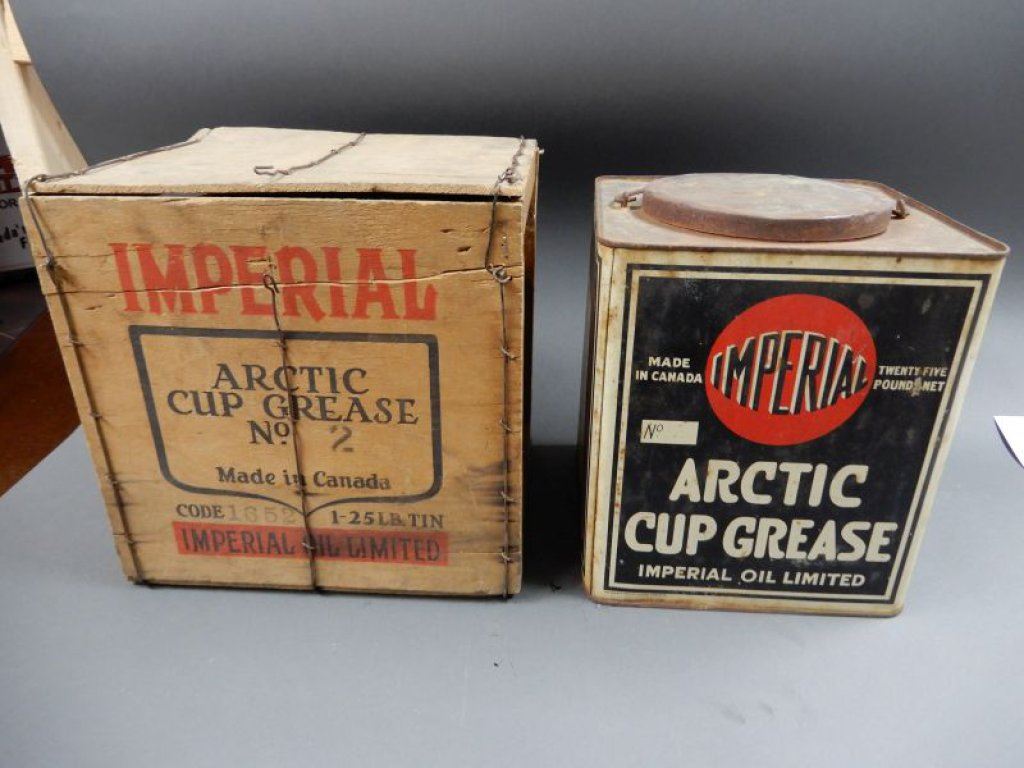 IMPERIAL
ARCTIC
CUP GREASE
Nº 2
Made in Canada
CODE 1652 1-25 LB. TIN
IMPERIAL OIL LIMITED
IMPERIAL
MADE
IN CANADA
TWENTY-FIVE
POUNDS NET
Nº
ARCTIC
CUP GREASE
IMPERIAL OIL LIMITED